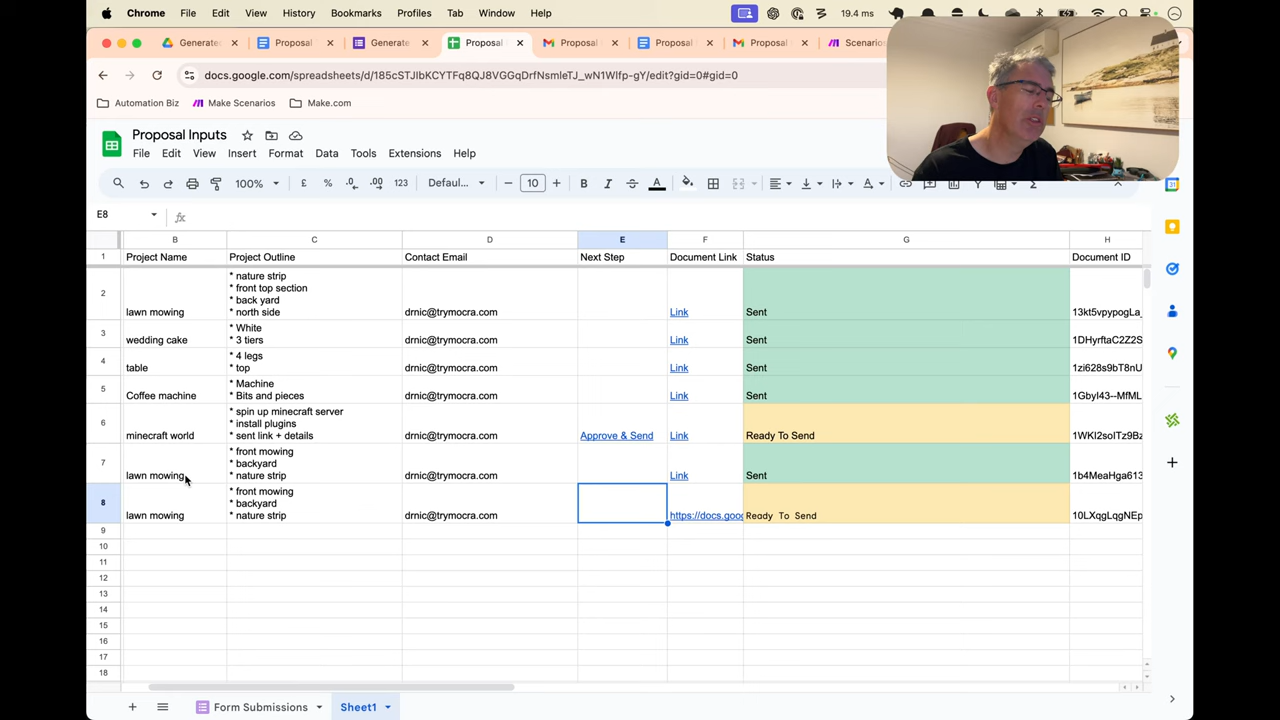 Chrome File Edit View History Bookmarks Profiles Tab Window Help 19.4 ms
Generate Proposal Generate Proposal Proposal Proposal Proposal Scenario
docs.google.com/spreadsheets/d/185cSTJIbKCYTFq8QJ8VGGqDrfNsmleTJ_wN1Wlfp-gY/edit?gid=0#gid=0
Automation Biz Make Scenarios Make.com
Proposal Inputs
File Edit View Insert Format Data Tools Extensions Help
100% £ % .0 .00 123 Defaul... 10 B I A
E8 fx
B C D E F G H
1 Project Name Project Outline Contact Email Next Step Document Link Status Document ID
* nature strip
* front top section
* back yard
2 lawn mowing * north side drnic@trymocra.com Link Sent 13kt5vpypogLa_
* White
3 wedding cake * 3 tiers drnic@trymocra.com Link Sent 1DHyrftaC2Z2S
* 4 legs
4 table * top drnic@trymocra.com Link Sent 1zi628s9bT8nU
* Machine
5 Coffee machine * Bits and pieces drnic@trymocra.com Link Sent 1GbyI43--MfML
* spin up minecraft server
* install plugins
6 minecraft world * sent link + details drnic@trymocra.com Approve & Send Link Ready To Send 1WKI2soITz9Bz
* front mowing
* backyard
7 lawn mowing * nature strip drnic@trymocra.com Link Sent 1b4MeaHga613
* front mowing
* backyard
8 lawn mowing * nature strip drnic@trymocra.com https://docs.goog Ready To Send 10LXqgLqgNEp
9
10
11
12
13
14
15
16
17
18
Form Submissions Sheet1